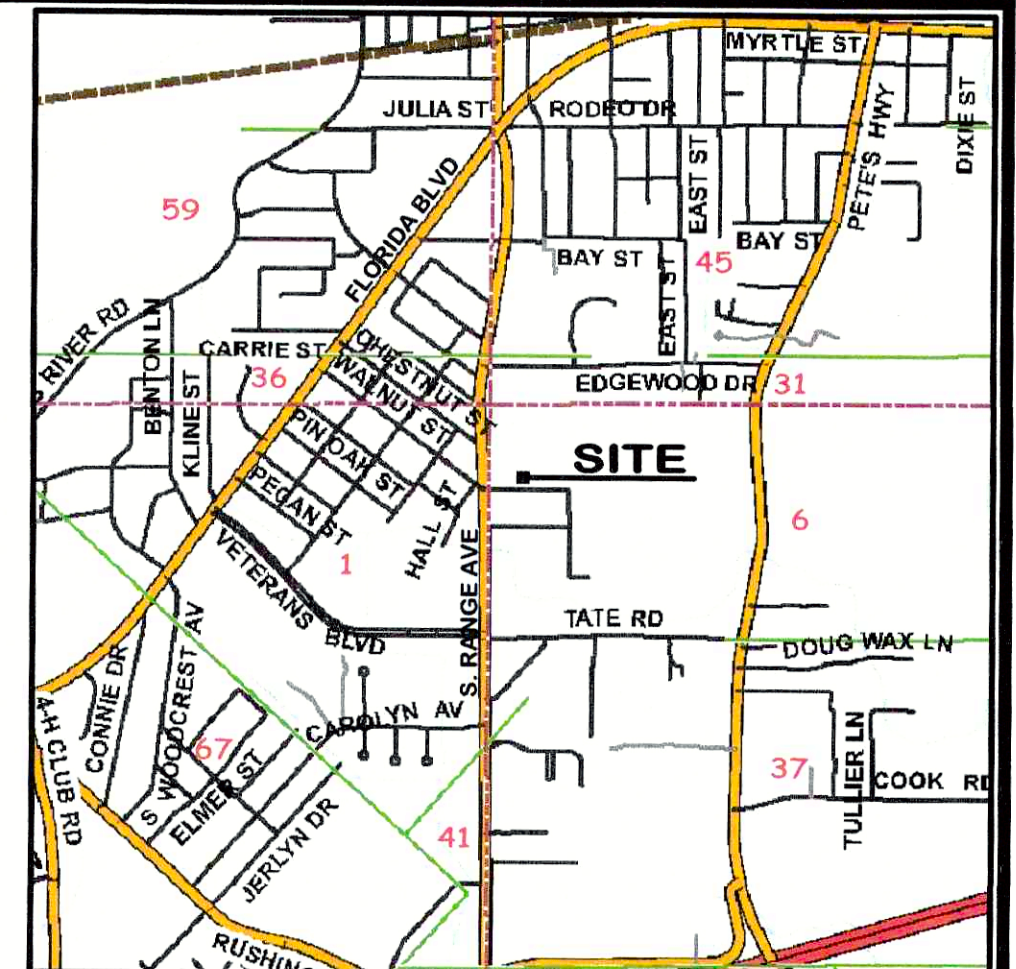 MYRTLE ST
JULIA ST
RODEO DR
DIXIE ST
PETE'S HWY
EAST ST
FLORIDA BLVD
59
BAY ST
BAY ST
45
EAST ST
RIVER RD
BENTON LN
CARRIE ST
CHESTNUT ST
36
WALNUT ST
EDGEWOOD DR
31
KLINE ST
PIN OAK ST
SITE
PECAN ST
HALL ST
6
1
VETERANS BLVD
S. RANGE AVE
TATE RD
DOUG WAX LN
CONNIE DR
S WOODCREST AV
CAROLYN AV
4-H CLUB RD
67
ELMER ST
37
TULLIER LN
COOK RD
JERLYN DR
41